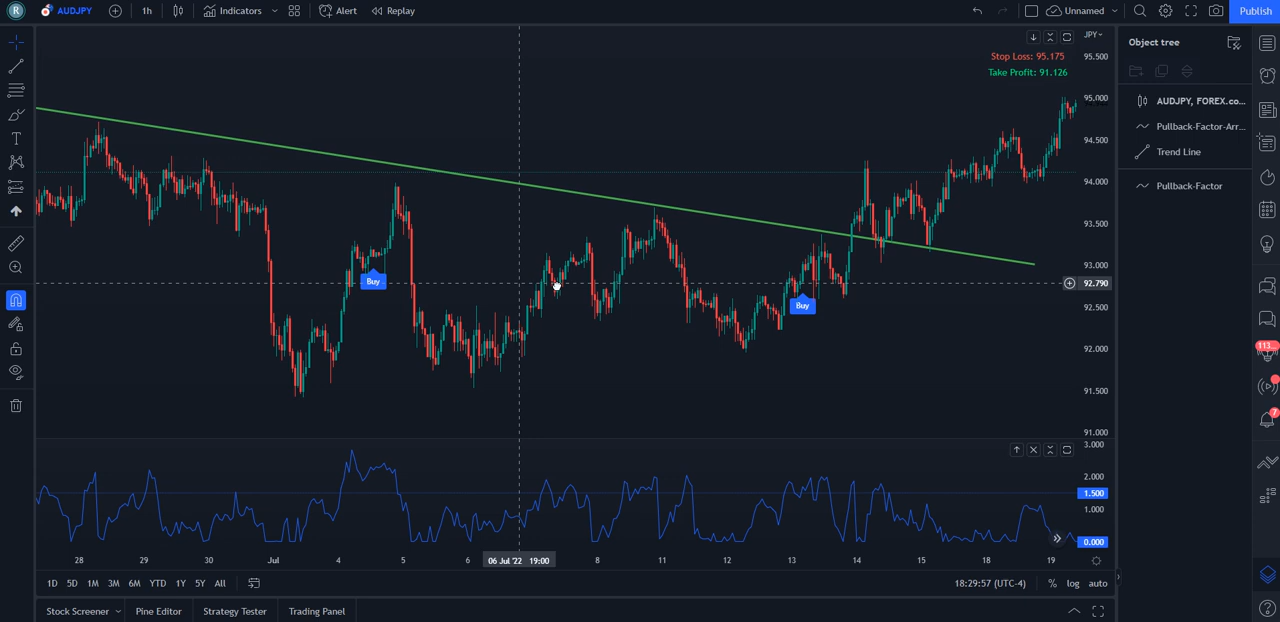 R AUDJPY 1h Indicators Alert Replay Unnamed Publish
JPY
Stop Loss: 95.175
Take Profit: 91.126
95.500
95.000
94.500
94.000
93.500
93.000
92.790
92.500
92.000
91.500
91.000
Buy
Buy
3.000
2.000
1.500
1.000
0.000
28 29 30 Jul 4 5 6 06 Jul '22 19:00 8 11 12 13 14 15 18 19
1D 5D 1M 3M 6M YTD 1Y 5Y All 18:29:57 (UTC-4) % log auto
Stock Screener Pine Editor Strategy Tester Trading Panel
Object tree
AUDJPY, FOREX.co...
Pullback-Factor-Arr...
Trend Line
Pullback-Factor
113...
7